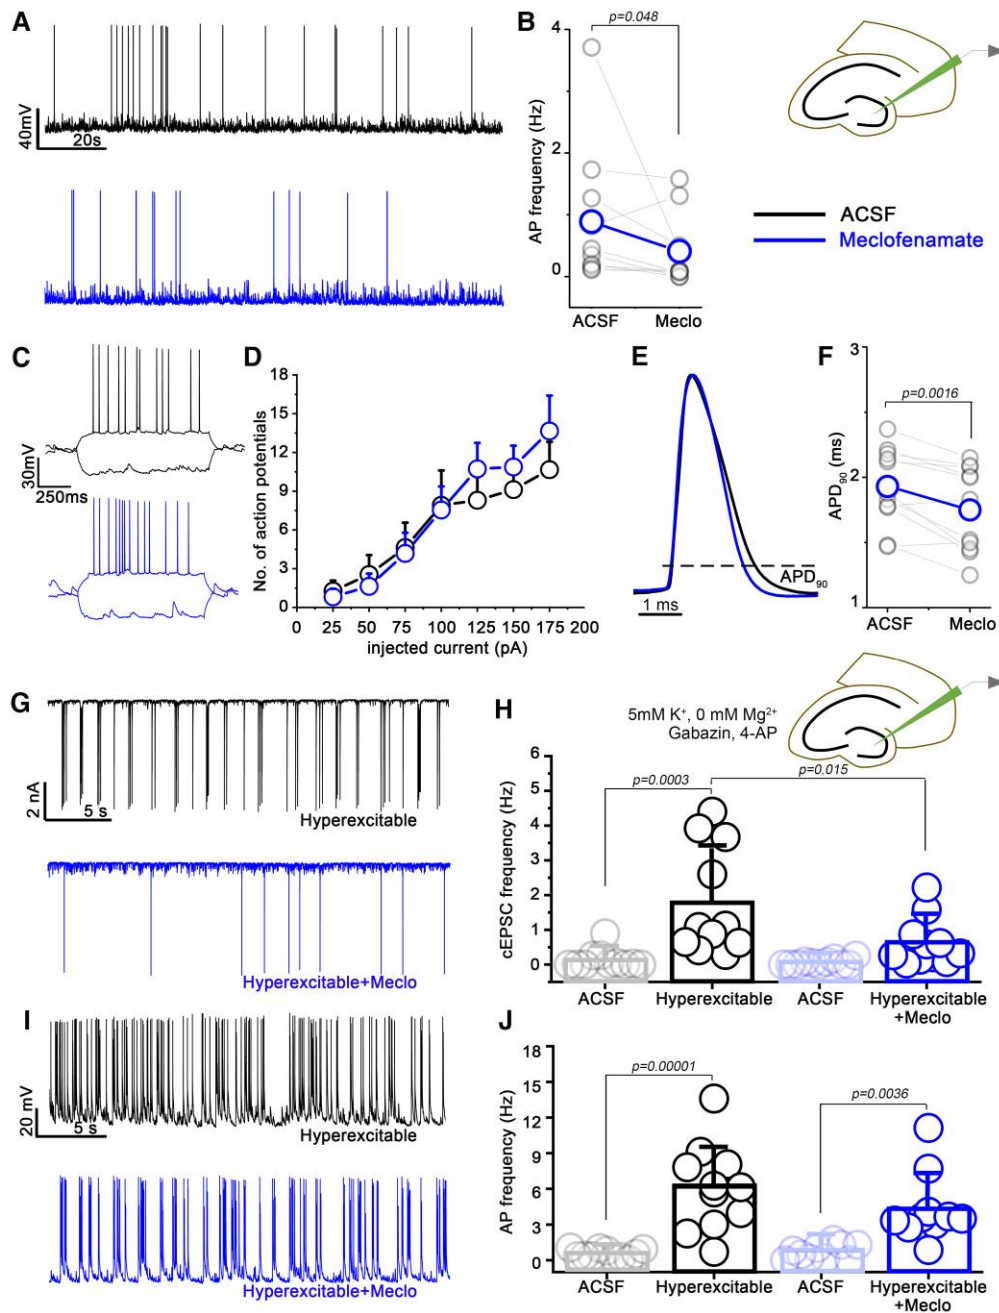 A
40mV
20s
B
p=0.048
AP frequency (Hz)
4
2
0
ACSF
Meclo
ACSF
Meclofenamate
C
30mV
250ms
D
No. of action potentials
18
15
12
9
6
3
0
0 25 50 75 100 125 150 175 200
injected current (pA)
E
APD90
1 ms
F
p=0.0016
APD90 (ms)
3
2
1
ACSF
Meclo
G
2 nA
5 s
Hyperexcitable
Hyperexcitable+Meclo
H
5mM K⁺, 0 mM Mg²⁺
Gabazin, 4-AP
p=0.0003
p=0.015
cEPSC frequency (Hz)
6
5
4
3
2
1
0
ACSF
Hyperexcitable
ACSF
Hyperexcitable
+Meclo
I
20 mV
5 s
Hyperexcitable
Hyperexcitable+Meclo
J
p=0.00001
p=0.0036
AP frequency (Hz)
18
15
12
9
6
3
0
ACSF
Hyperexcitable
ACSF
Hyperexcitable
+Meclo